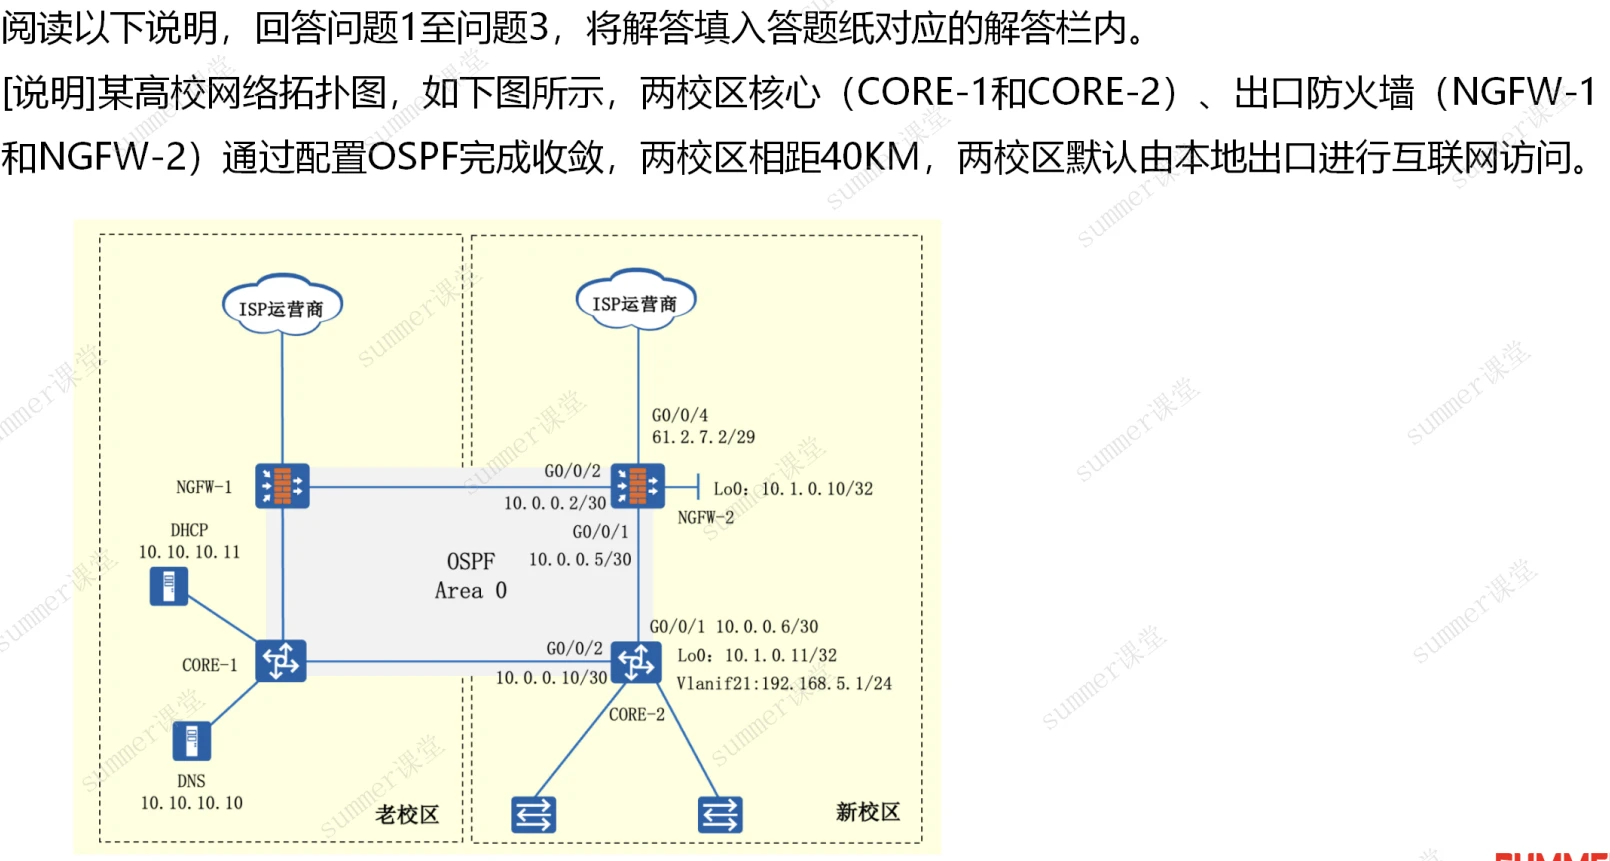 阅读以下说明，回答问题1至问题3，将解答填入答题纸对应的解答栏内。
[说明]某高校网络拓扑图，如下图所示，两校区核心（CORE-1和CORE-2）、出口防火墙（NGFW-1
和NGFW-2）通过配置OSPF完成收敛，两校区相距40KM，两校区默认由本地出口进行互联网访问。
ISP运营商
ISP运营商
G0/0/4
61.2.7.2/29
NGFW-1
G0/0/2
10.0.0.2/30
Lo0: 10.1.0.10/32
NGFW-2
G0/0/1
10.0.0.5/30
DHCP
10.10.10.11
OSPF
Area 0
G0/0/1 10.0.0.6/30
CORE-1
G0/0/2
10.0.0.10/30
Lo0: 10.1.0.11/32
Vlanif21:192.168.5.1/24
CORE-2
DNS
10.10.10.10
老校区
新校区
summer课堂